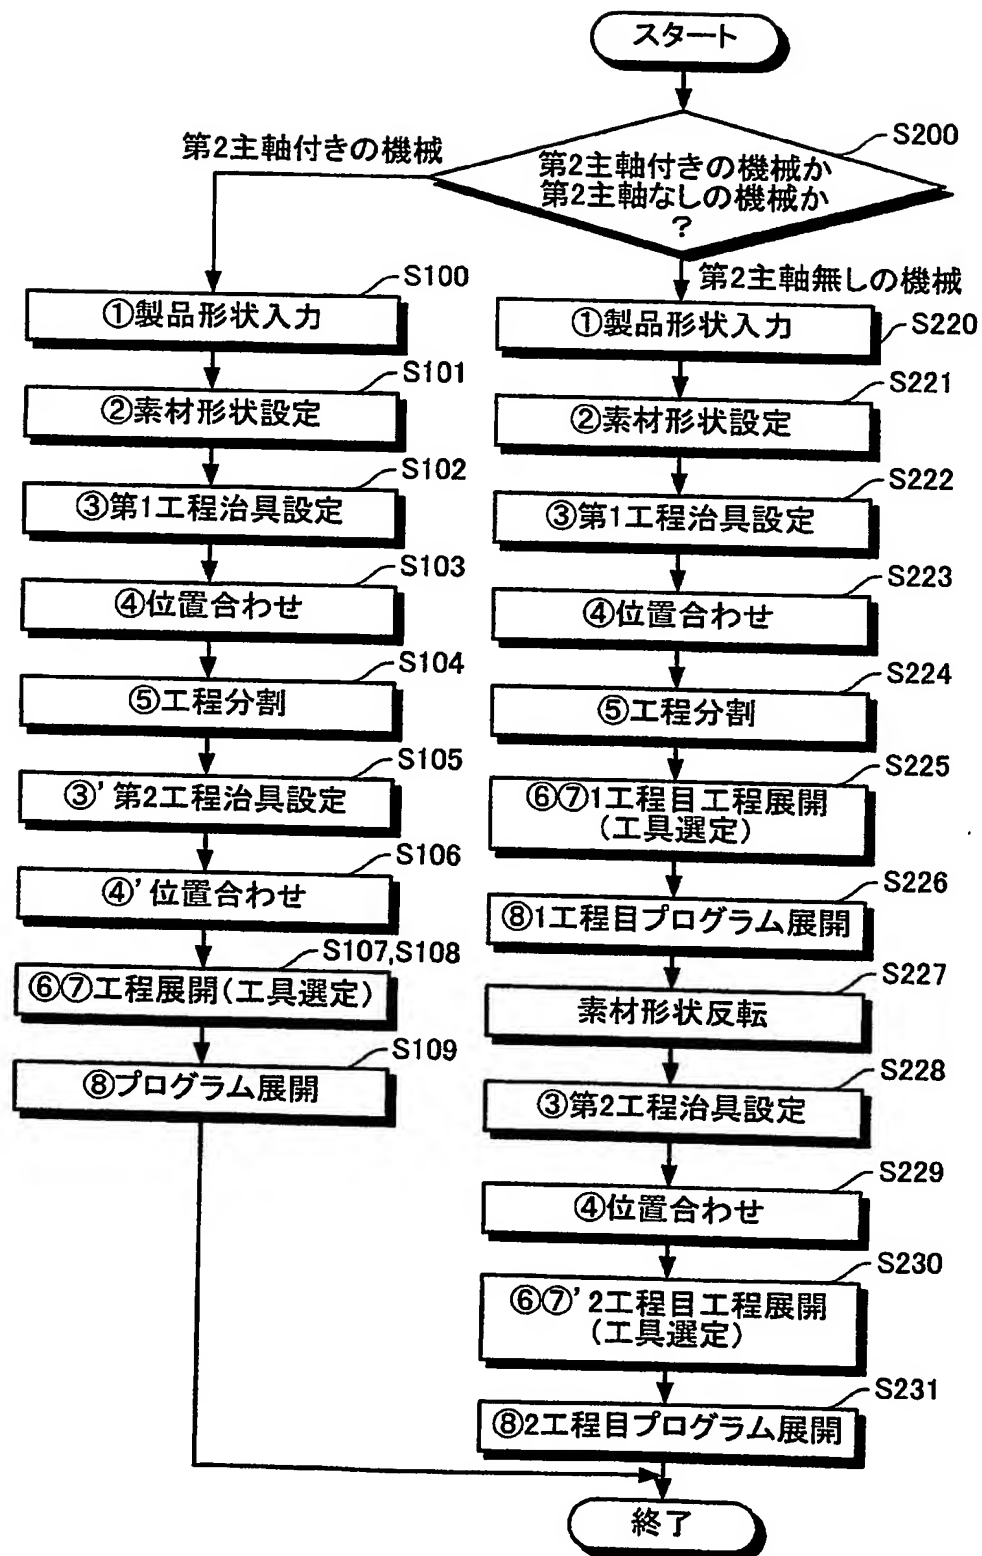 スタート
S200
第2主軸付きの機械か
第2主軸なしの機械か
?
第2主軸付きの機械
S100
①製品形状入力
S101
②素材形状設定
S102
③第1工程治具設定
S103
④位置合わせ
S104
⑤工程分割
S105
③'第2工程治具設定
S106
④'位置合わせ
S107,S108
⑥⑦工程展開(工具選定)
S109
⑧プログラム展開
第2主軸無しの機械
①製品形状入力
S220
S221
②素材形状設定
S222
③第1工程治具設定
S223
④位置合わせ
S224
⑤工程分割
S225
⑥⑦1工程目工程展開
(工具選定)
S226
⑧1工程目プログラム展開
S227
素材形状反転
S228
③第2工程治具設定
S229
④位置合わせ
S230
⑥⑦'2工程目工程展開
(工具選定)
S231
⑧2工程目プログラム展開
終了